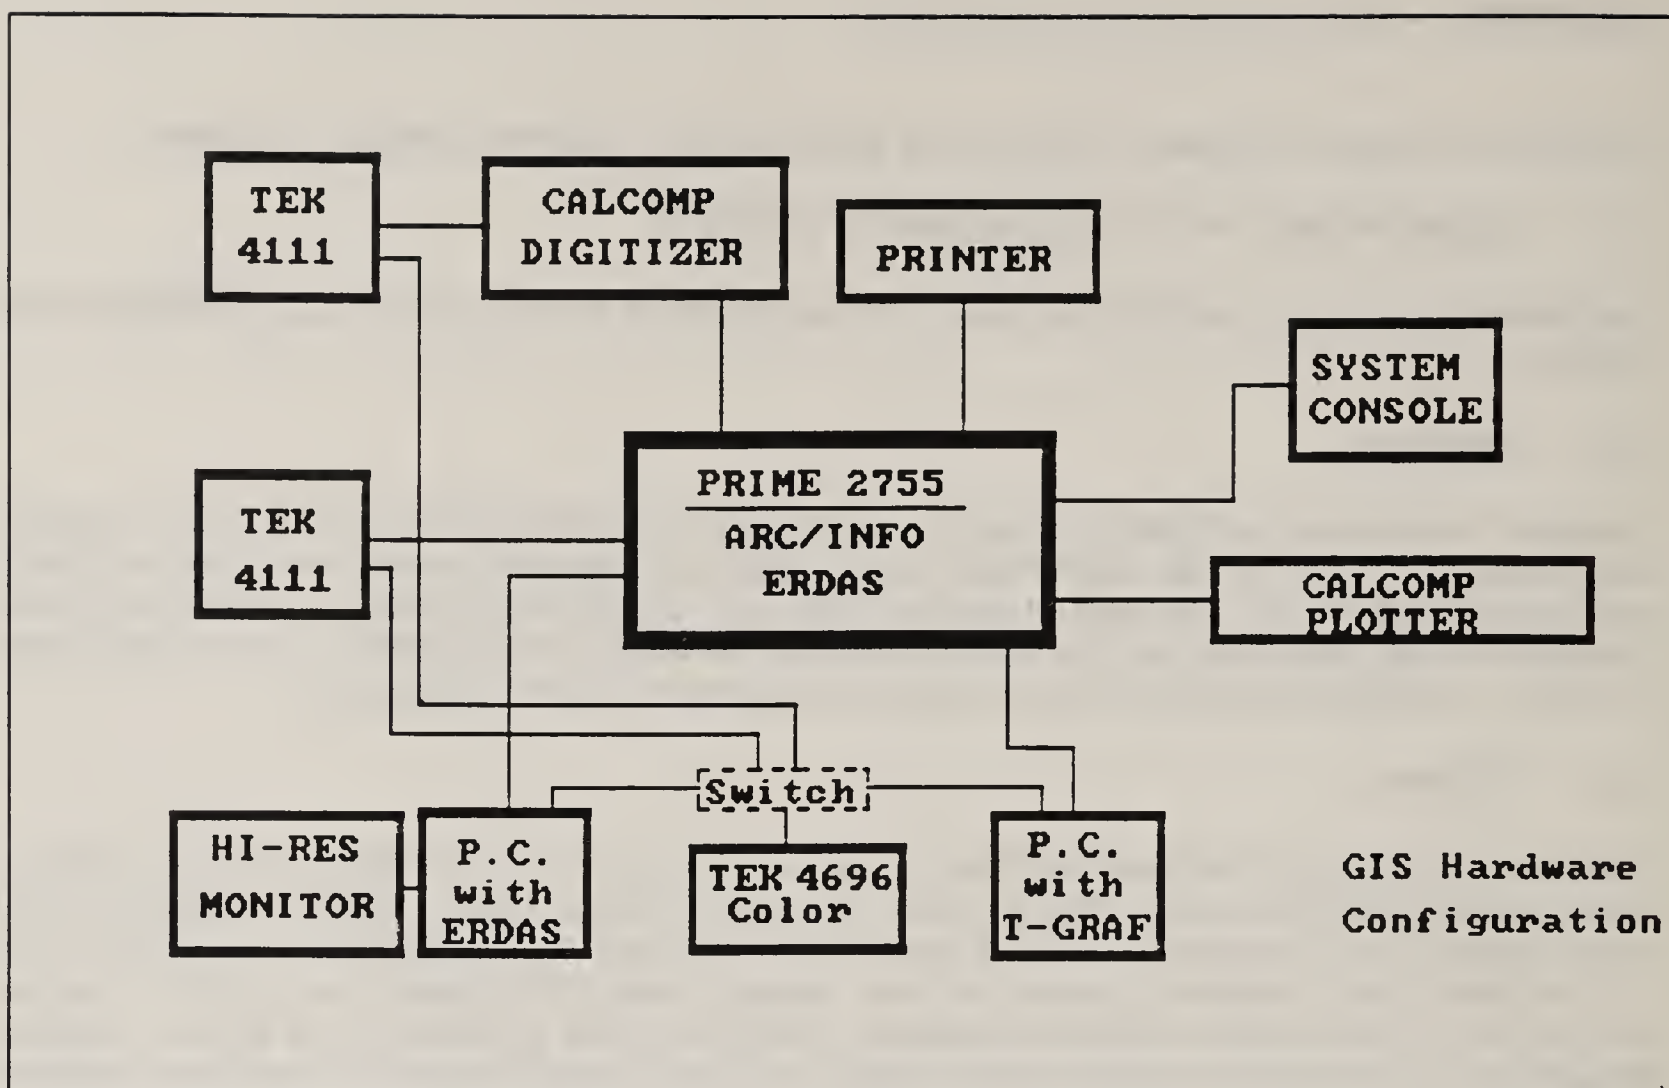 TEK
4111
CALCOMP
DIGITIZER
PRINTER
SYSTEM
CONSOLE
TEK
4111
PRIME 2755
ARC/INFO
ERDAS
CALCOMP
PLOTTER
Switch
HI-RES
MONITOR
P.C.
with
ERDAS
TEK 4696
Color
P.C.
with
T-GRAF
GIS Hardware
Configuration